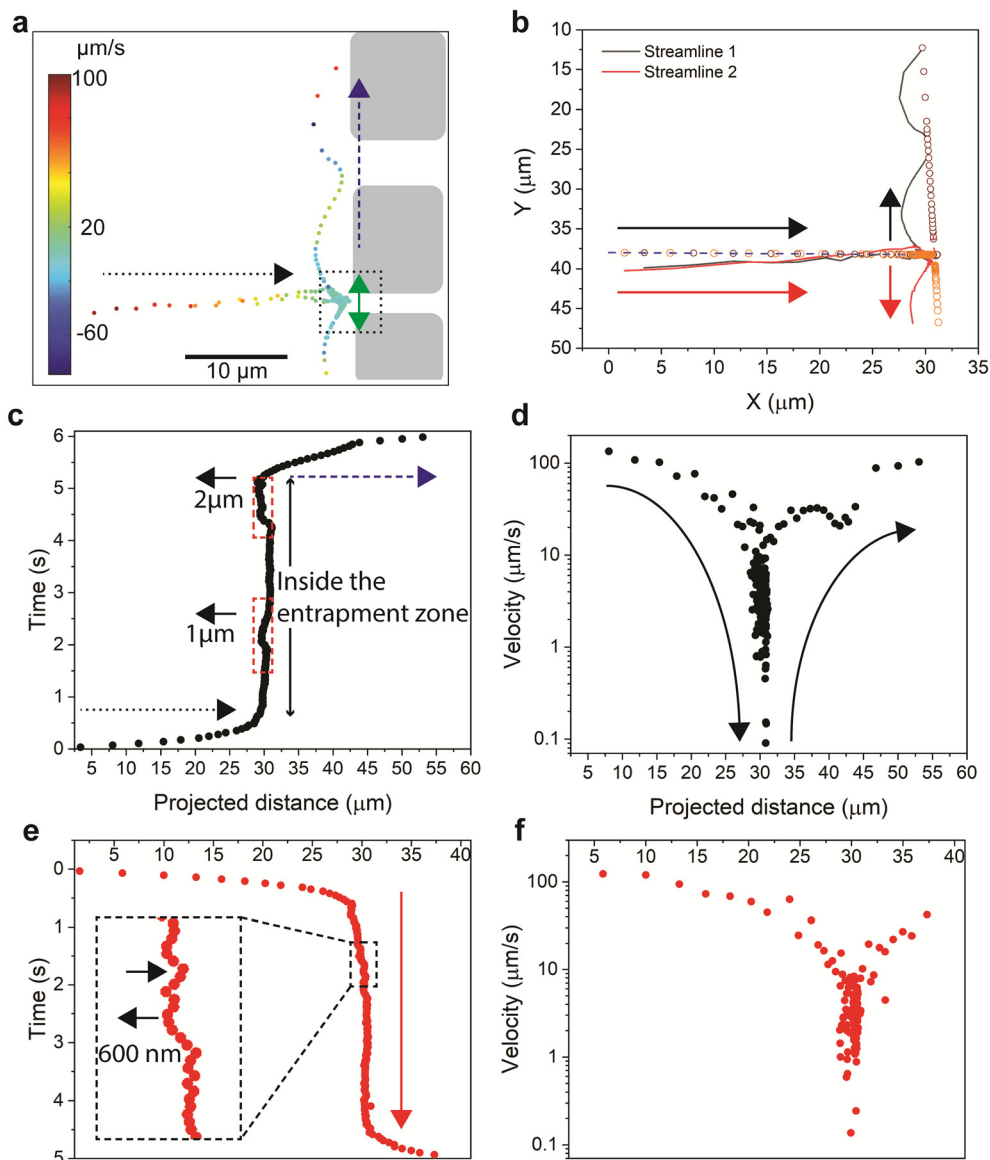 a
μm/s
100
20
-60
10 μm
b
Streamline 1
Streamline 2
Y (μm)
10
15
20
25
30
35
40
45
50
0 5 10 15 20 25 30 35
X (μm)
c
Time (s)
6
5
4
3
2
1
0
2μm
1μm
Inside the
entrapment zone
5 10 15 20 25 30 35 40 45 50 55 60
Projected distance (μm)
d
Velocity (μm/s)
100
10
1
0.1
5 10 15 20 25 30 35 40 45 50 55 60
Projected distance (μm)
e
5 10 15 20 25 30 35 40
Time (s)
0
1
2
3
4
5
600 nm
f
5 10 15 20 25 30 35 40
Velocity (μm/s)
100
10
1
0.1